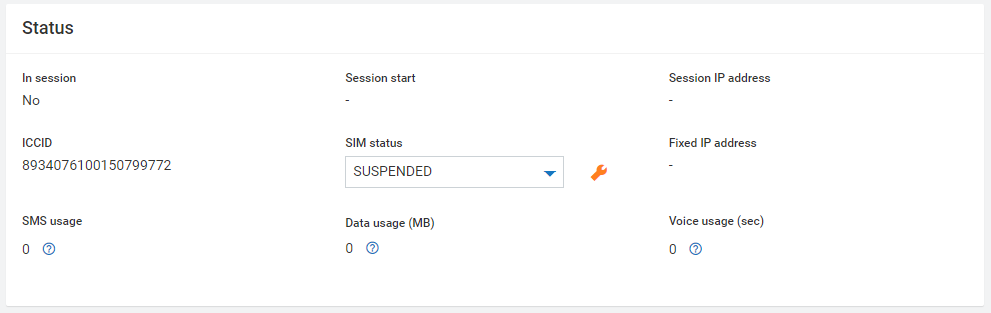 Status
In session
Session start
Session IP address
No
-
-
ICCID
SIM status
Fixed IP address
8934076100150799772
SUSPENDED
-
SMS usage
Data usage (MB)
Voice usage (sec)
0
0
0